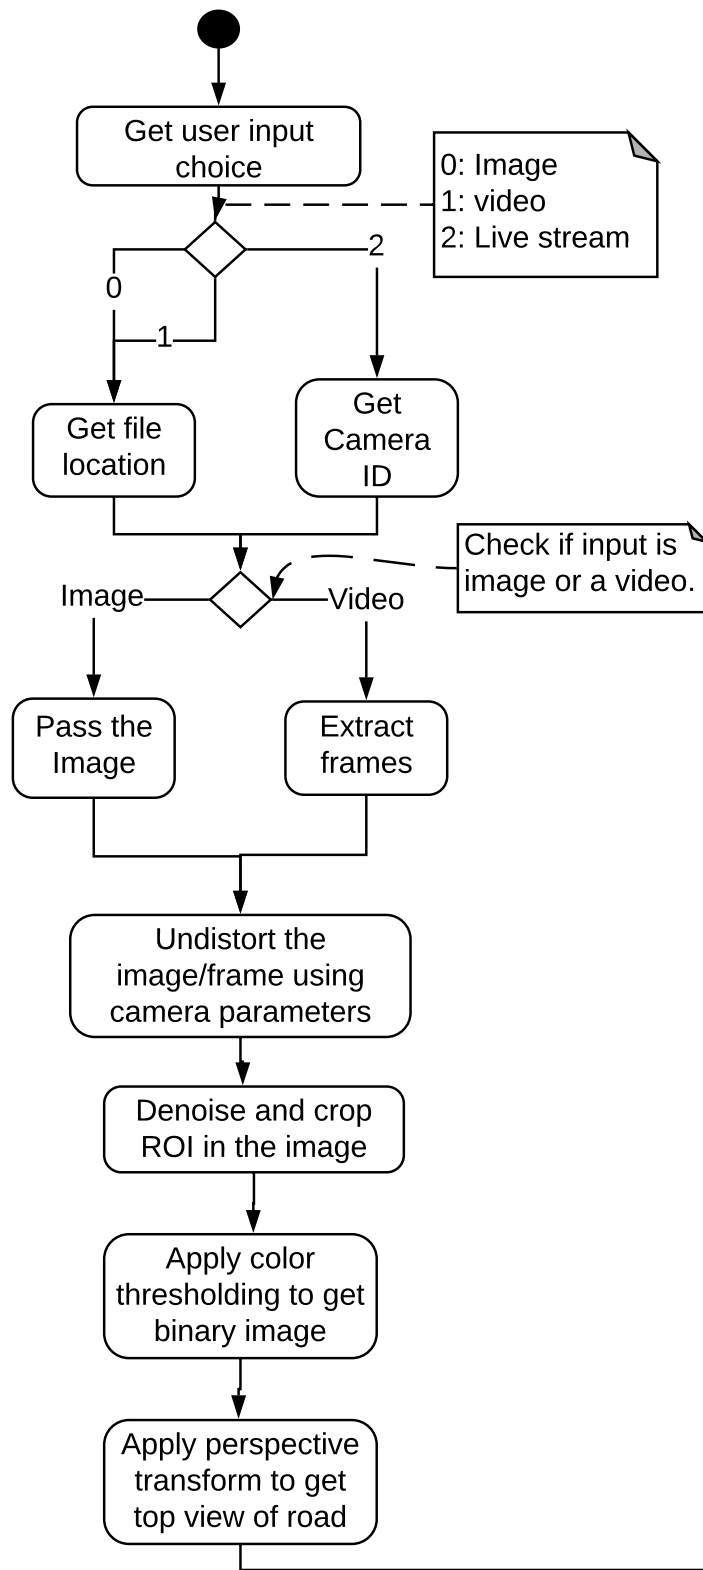 Get user input
choice
0: Image
1: video
2: Live stream
2
0
1
Get file
location
Get
Camera
ID
Check if input is
image or a video.
Image
Video
Pass the
Image
Extract
frames
Undistort the
image/frame using
camera parameters
Denoise and crop
ROI in the image
Apply color
thresholding to get
binary image
Apply perspective
transform to get
top view of road